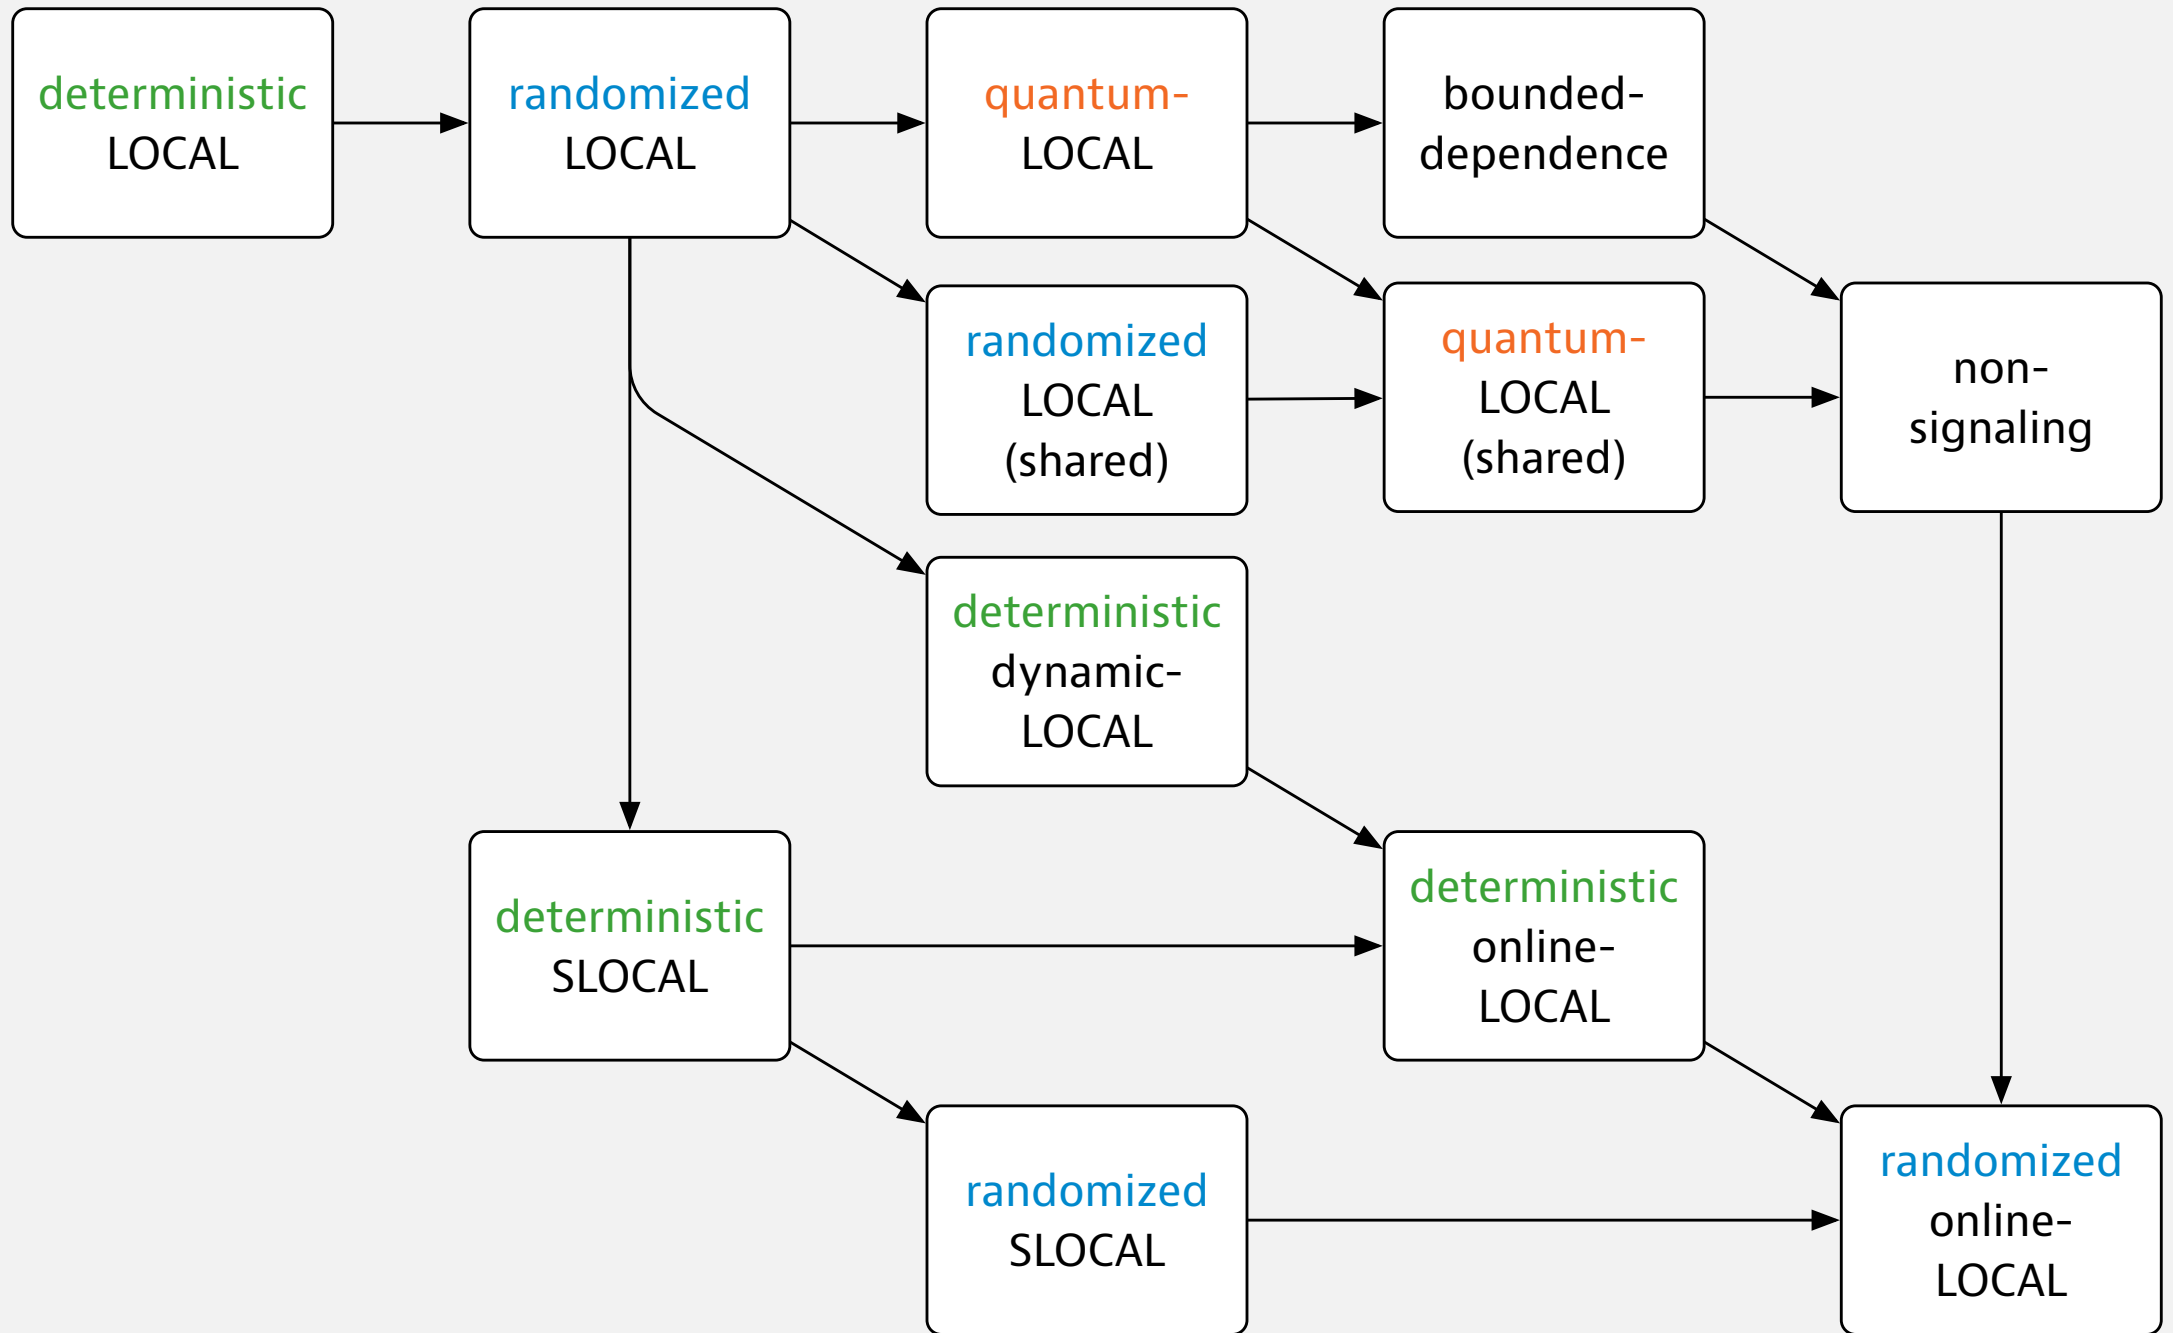 deterministic
LOCAL
randomized
LOCAL
quantum-
LOCAL
bounded-
dependence
randomized
LOCAL
(shared)
quantum-
LOCAL
(shared)
non-
signaling
deterministic
dynamic-
LOCAL
deterministic
SLOCAL
deterministic
online-
LOCAL
randomized
SLOCAL
randomized
online-
LOCAL